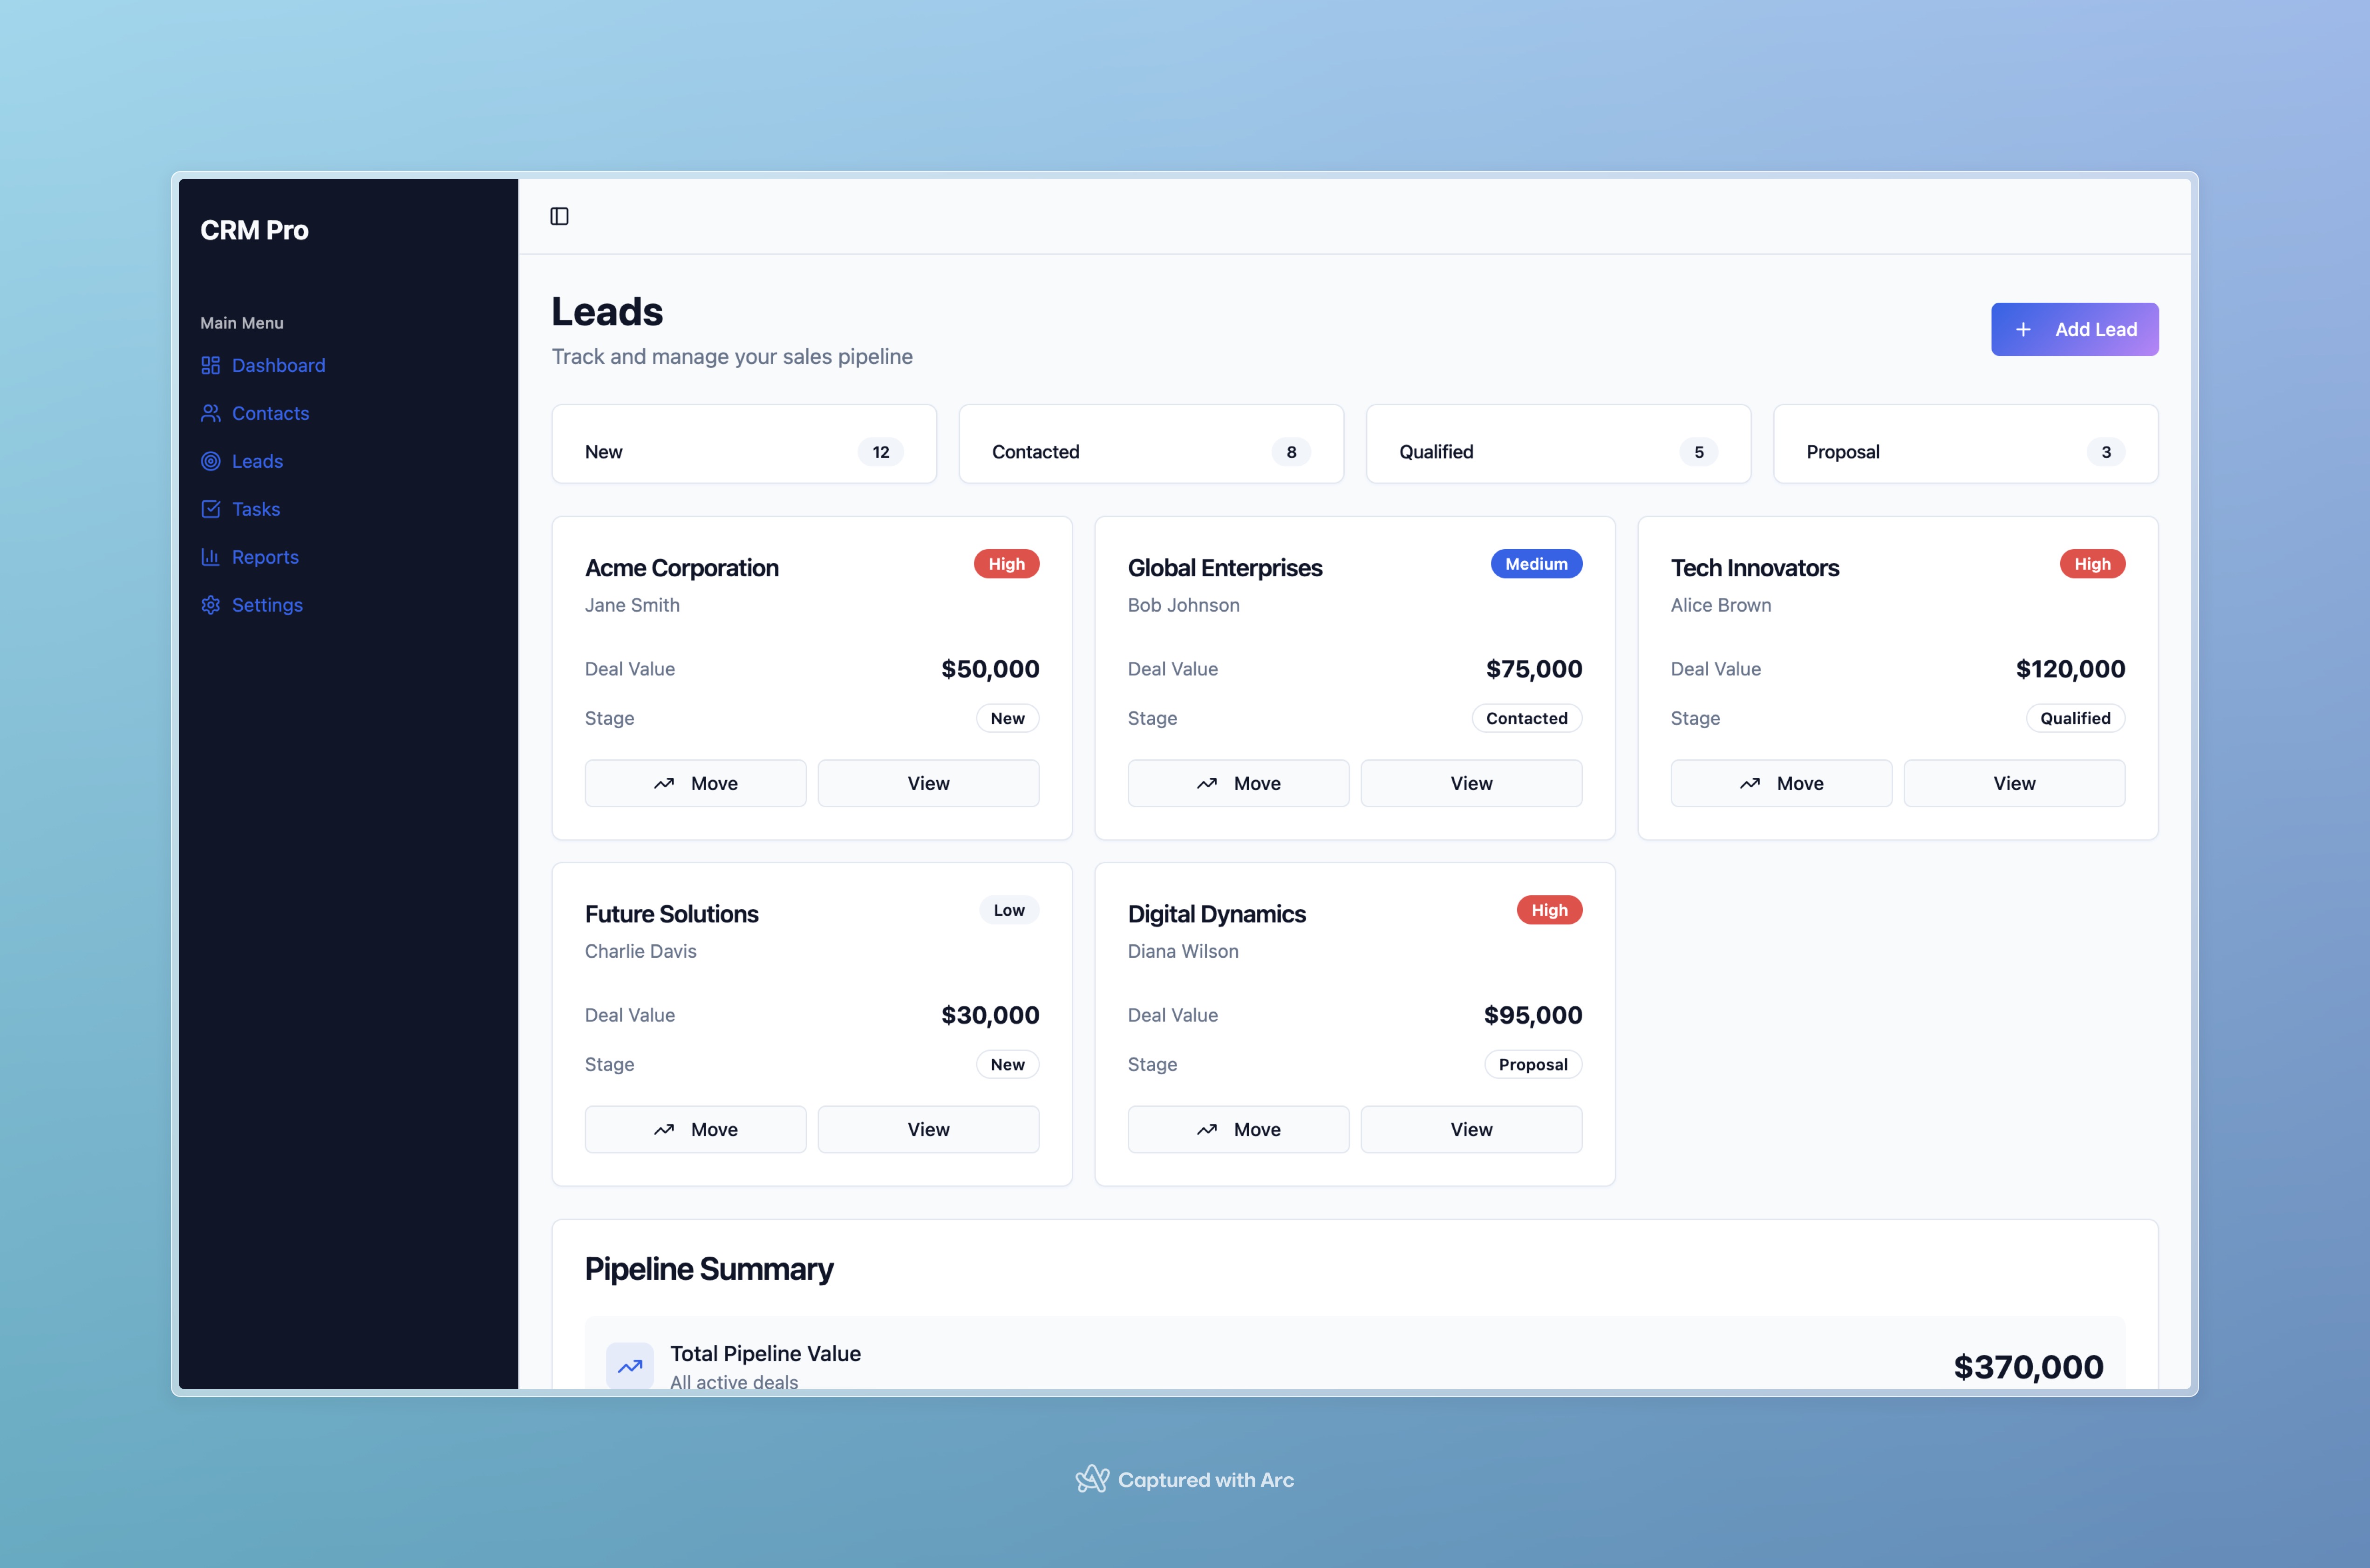 CRM Pro
Main Menu
Dashboard
Contacts
Leads
Tasks
Reports
Settings
Leads
Track and manage your sales pipeline
Add Lead
New 12
Contacted 8
Qualified 5
Proposal 3
Acme Corporation High
Jane Smith
Deal Value $50,000
Stage New
Move View
Global Enterprises Medium
Bob Johnson
Deal Value $75,000
Stage Contacted
Move View
Tech Innovators High
Alice Brown
Deal Value $120,000
Stage Qualified
Move View
Future Solutions Low
Charlie Davis
Deal Value $30,000
Stage New
Move View
Digital Dynamics High
Diana Wilson
Deal Value $95,000
Stage Proposal
Move View
Pipeline Summary
Total Pipeline Value
All active deals
$370,000
Captured with Arc